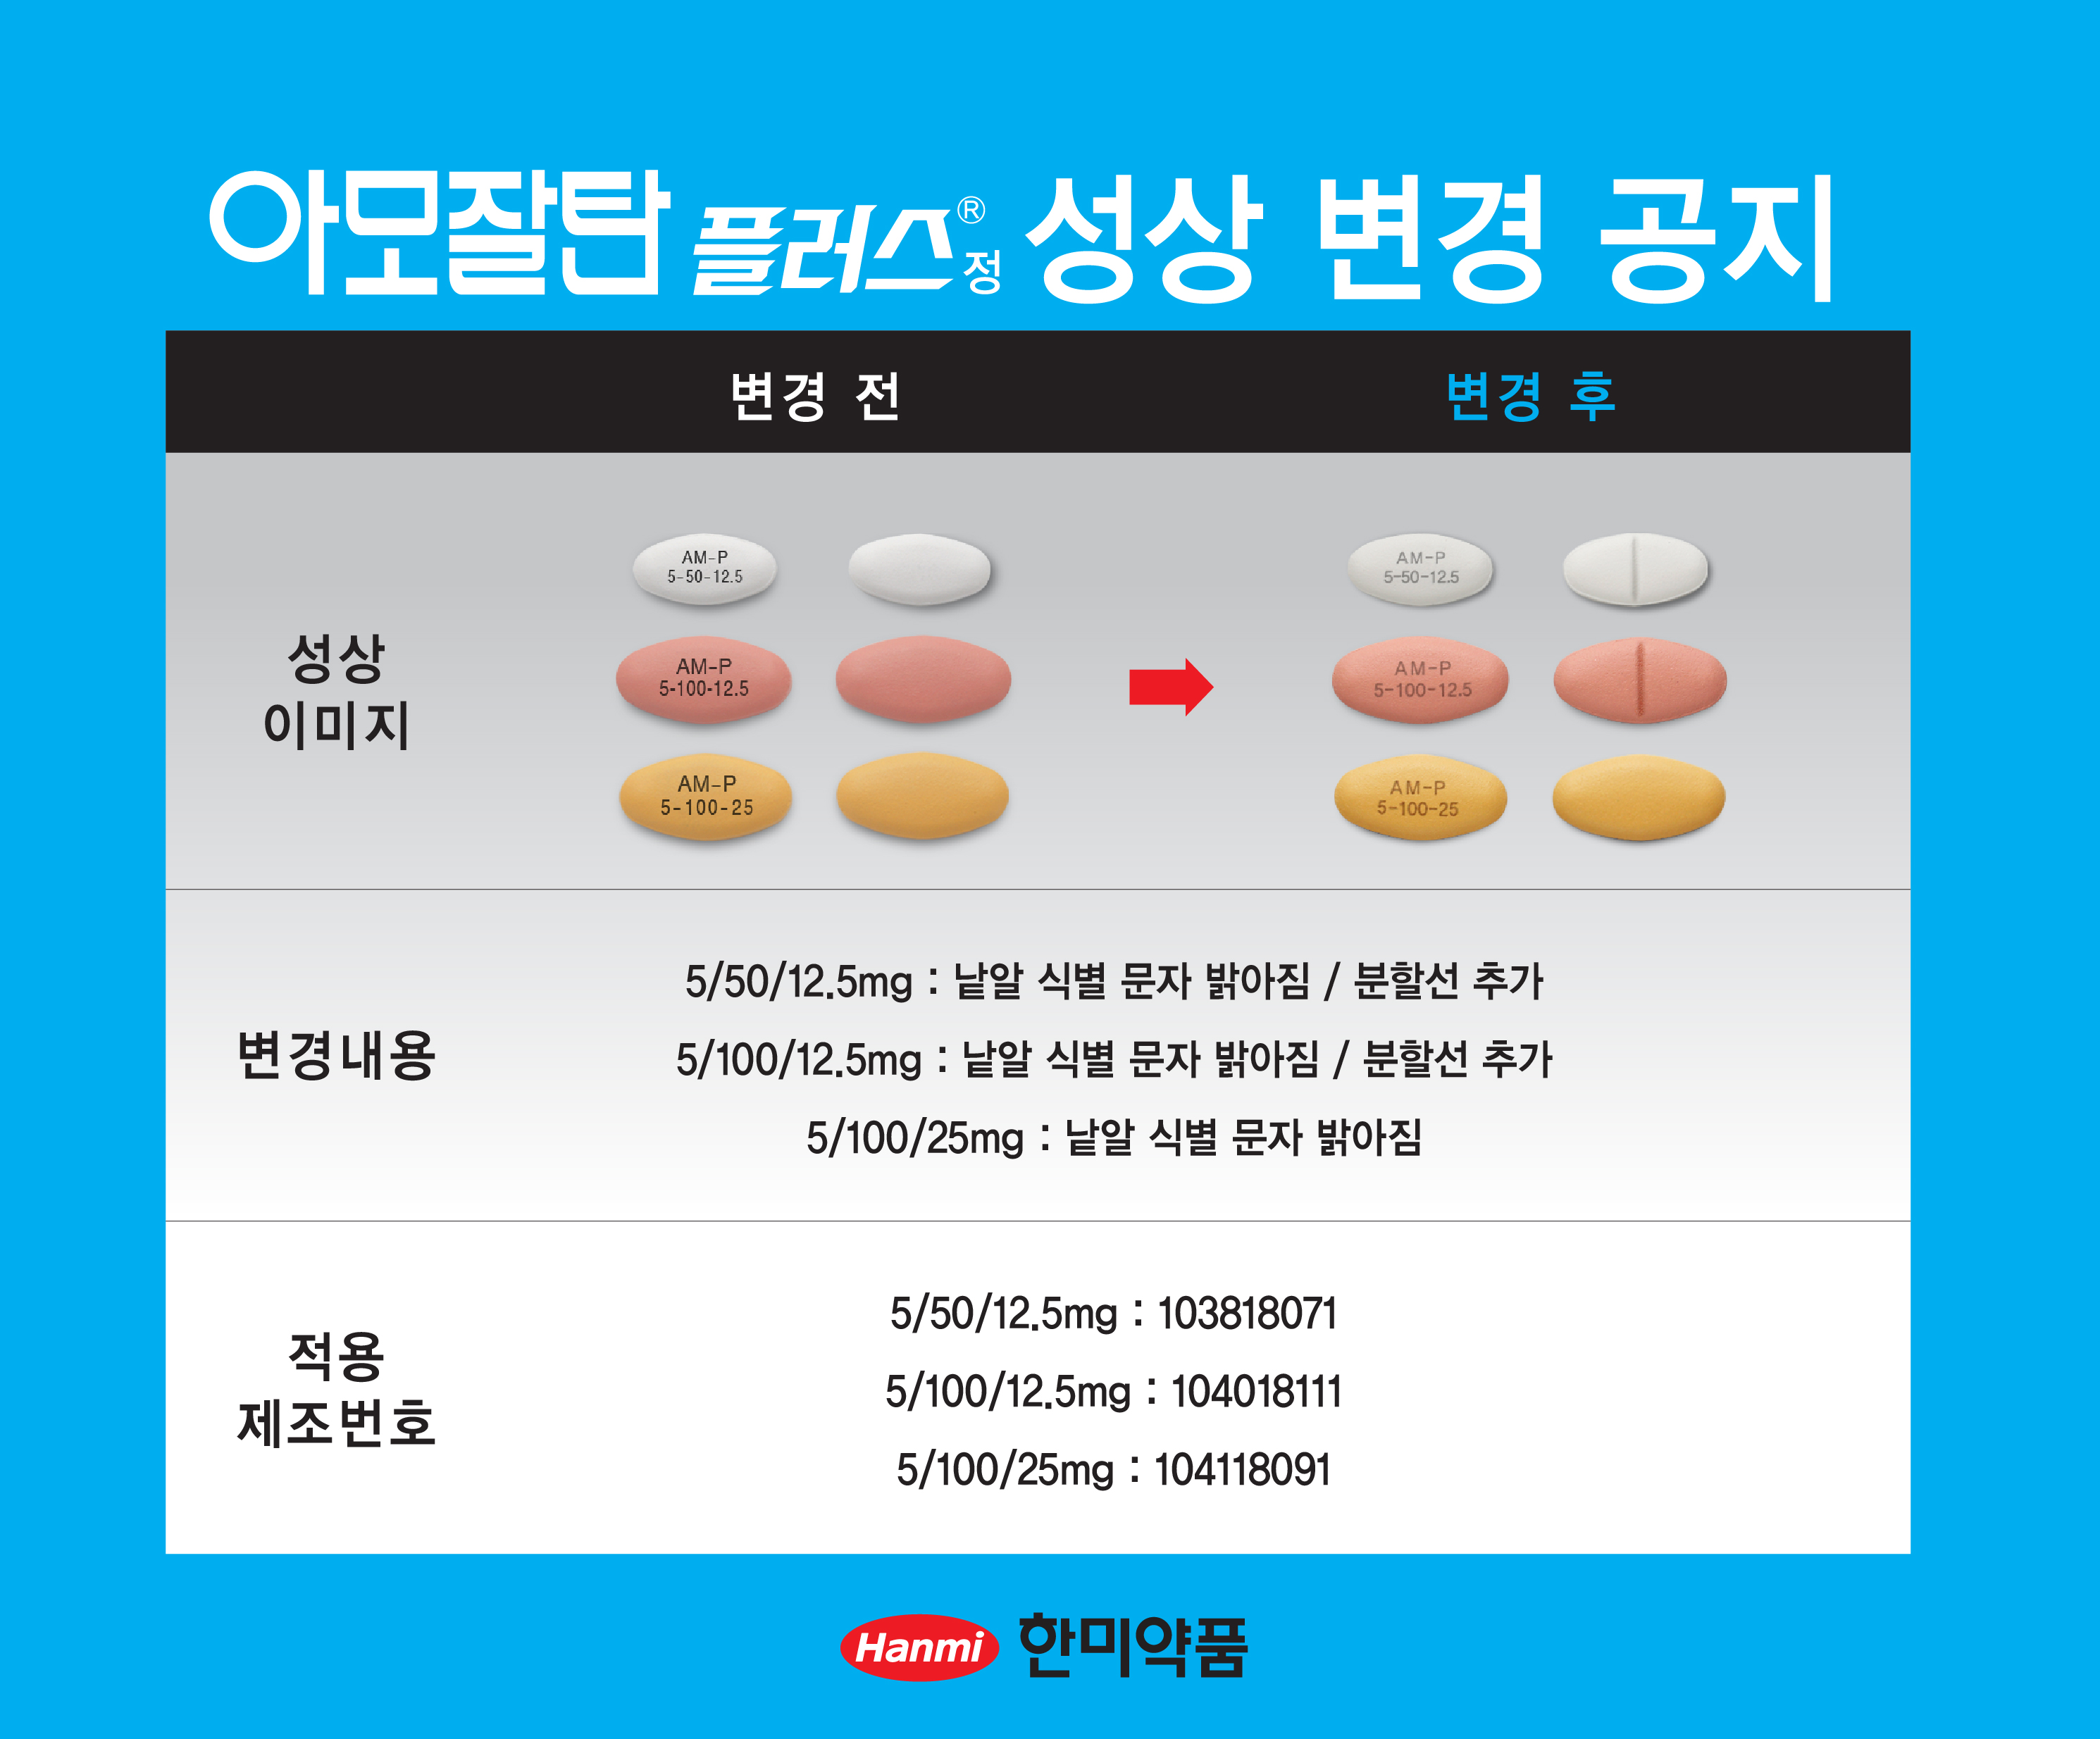 아모잘탄 플러스®정 성상 변경 공지
변경 전
변경 후
성상
이미지
AM-P
5-50-12.5
AM-P
5-50-12.5
AM-P
5-100-12.5
AM-P
5-100-12.5
AM-P
5-100-25
AM-P
5-100-25
변경내용
5/50/12.5mg : 낱알 식별 문자 밝아짐 / 분할선 추가
5/100/12.5mg : 낱알 식별 문자 밝아짐 / 분할선 추가
5/100/25mg : 낱알 식별 문자 밝아짐
적용
제조번호
5/50/12.5mg : 103818071
5/100/12.5mg : 104018111
5/100/25mg : 104118091
Hanmi 한미약품